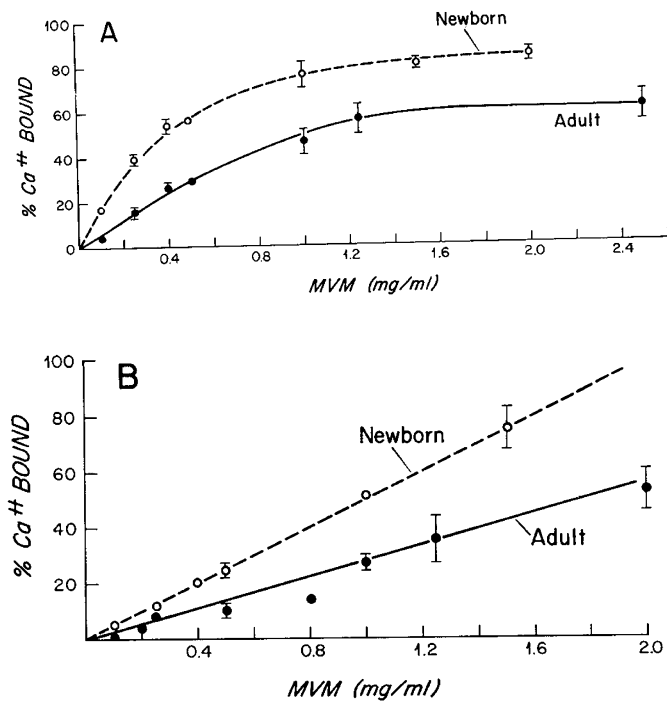 A
Newborn
100
80
60
40
20
0
% Ca++ BOUND
Adult
0.4 0.8 1.2 1.6 2.0 2.4
MVM (mg/ml)
B
100
80
60
40
20
% Ca++ BOUND
Newborn
Adult
0.4 0.8 1.0 1.2 1.6 2.0
MVM (mg/ml)